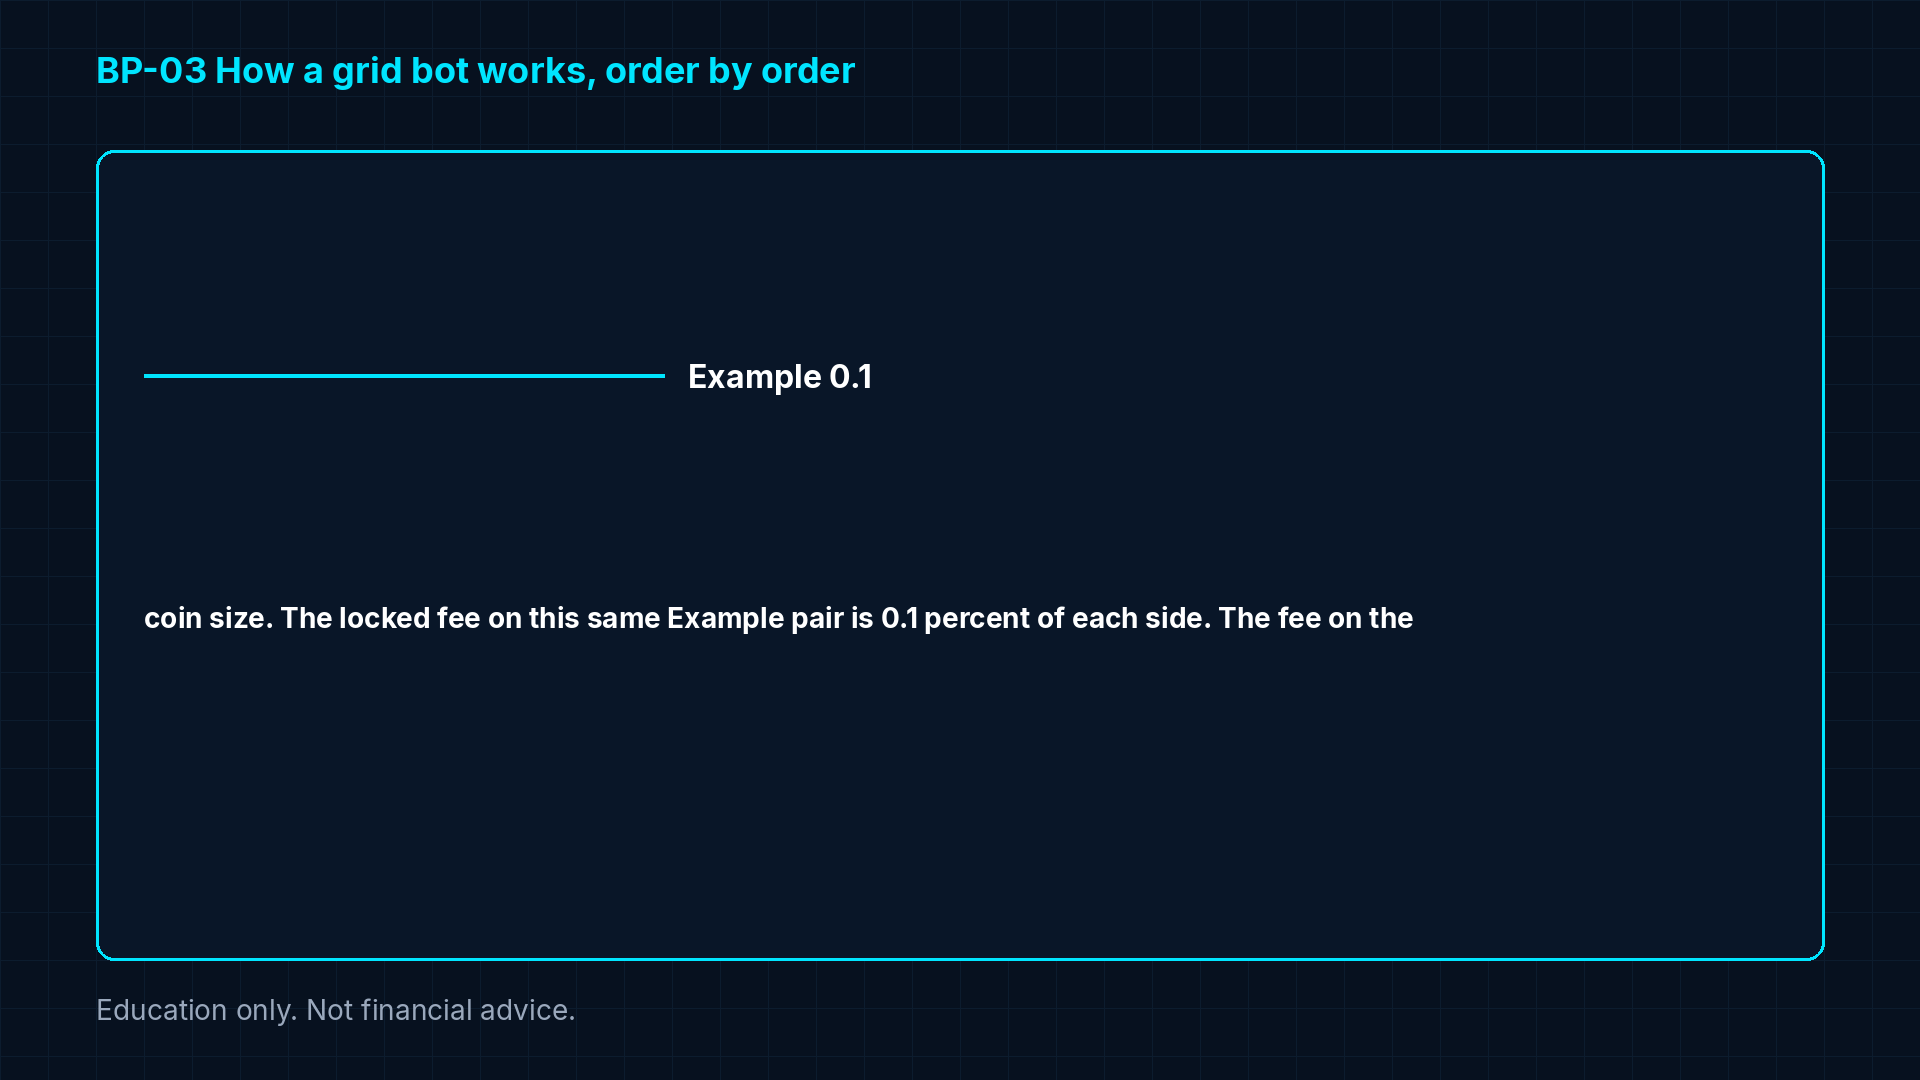 BP-03 How a grid bot works, order by order
Example 0.1
coin size. The locked fee on this same Example pair is 0.1 percent of each side. The fee on the
Education only. Not financial advice.